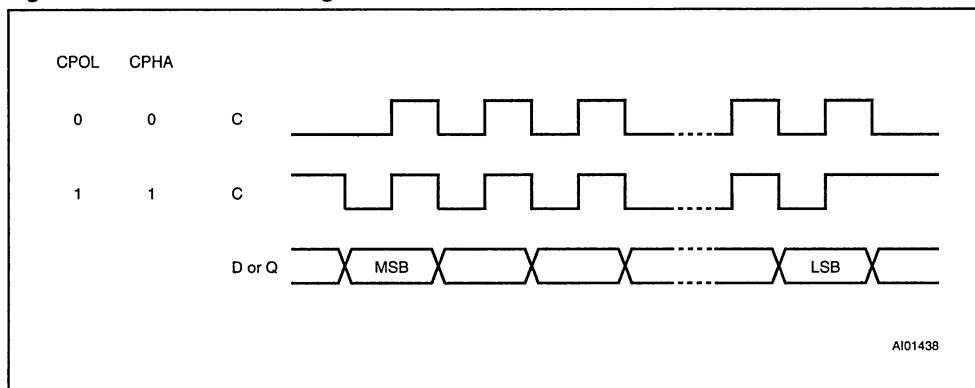 CPOL CPHA
0 0 C
1 1 C
D or Q MSB LSB
AI01438